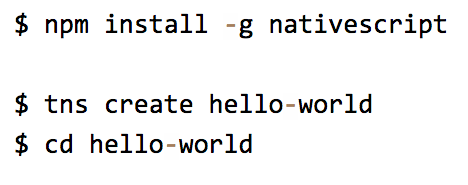 $ npm install -g nativescript
$ tns create hello-world
$ cd hello-world